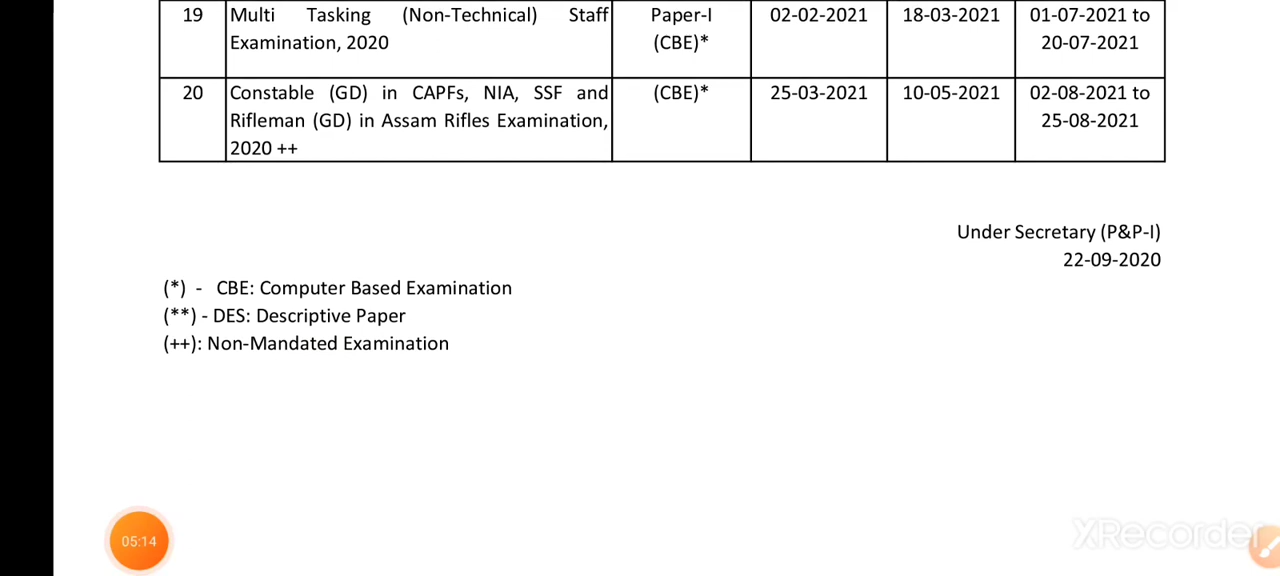 19 Multi Tasking (Non-Technical) Staff Paper-I 02-02-2021 18-03-2021 01-07-2021 to
Examination, 2020 (CBE)* 20-07-2021
20 Constable (GD) in CAPFs, NIA, SSF and (CBE)* 25-03-2021 10-05-2021 02-08-2021 to
Rifleman (GD) in Assam Rifles Examination, 25-08-2021
2020 ++
Under Secretary (P&P-I)
22-09-2020
(*) - CBE: Computer Based Examination
(**) - DES: Descriptive Paper
(++): Non-Mandated Examination
05:14
XRecorder